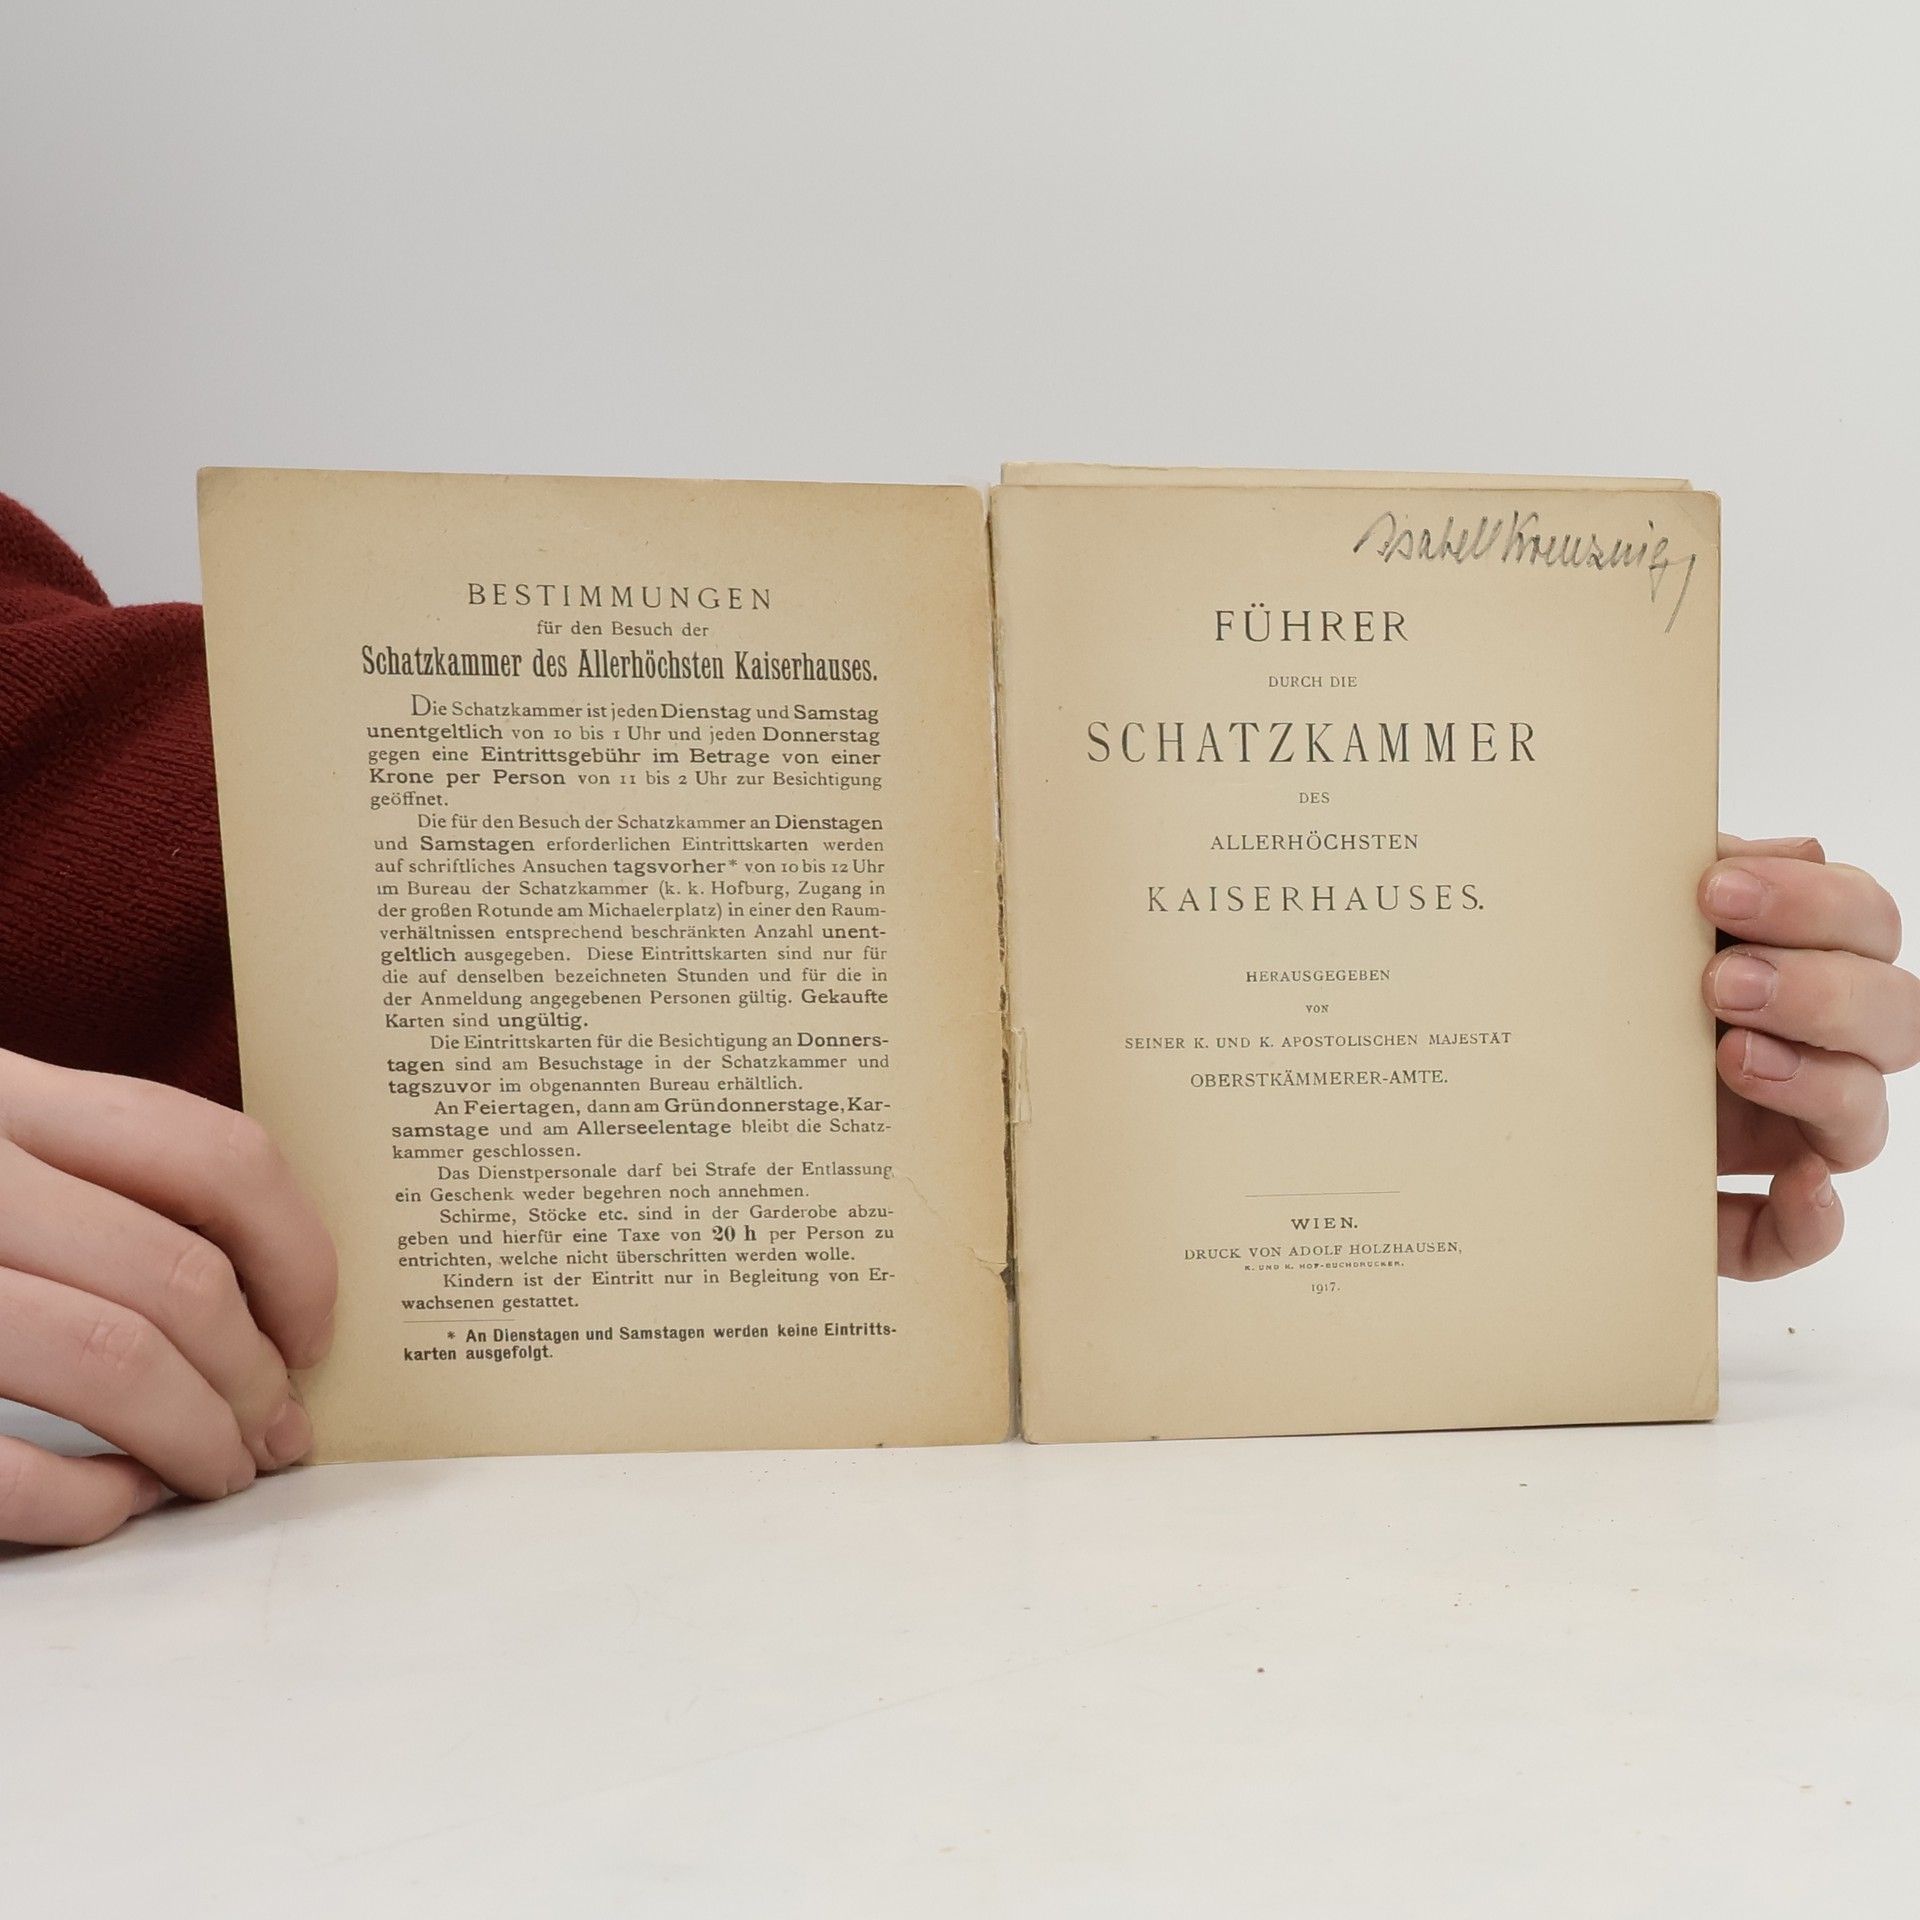 BESTIMMUNGEN
für den Besuch der
Schatzkammer des Allerhöchsten Kaiserhauses.
Die Schatzkammer ist jeden Dienstag und Samstag
unentgeltlich von 10 bis 1 Uhr und jeden Donnerstag
gegen eine Eintrittsgebühr im Betrage von einer
Krone per Person von 11 bis 2 Uhr zur Besichtigung
geöffnet.
Die für den Besuch der Schatzkammer an Dienstagen
und Samstagen erforderlichen Eintrittskarten werden
auf schriftliches Ansuchen tagsvorher* von 10 bis 12 Uhr
im Bureau der Schatzkammer (k. k. Hofburg, Zugang in
der großen Rotunde am Michaelerplatz) in einer den Raum-
verhältnissen entsprechend beschränkten Anzahl unent-
geltlich ausgegeben. Diese Eintrittskarten sind nur für
die auf denselben bezeichneten Stunden und für die in
der Anmeldung angegebenen Personen gültig. Gekaufte
Karten sind ungültig.
Die Eintrittskarten für die Besichtigung an Donners-
tagen sind am Besuchstage in der Schatzkammer und
tagszuvor im obgenannten Bureau erhältlich.
An Feiertagen, dann am Gründonnerstage, Kar-
samstage und am Allerseelentage bleibt die Schatz-
kammer geschlossen.
Das Dienstpersonale darf bei Strafe der Entlassung
ein Geschenk weder begehren noch annehmen.
Schirme, Stöcke etc. sind in der Garderobe abzu-
geben und hierfür eine Taxe von 20 h per Person zu
entrichten, welche nicht überschritten werden wolle.
Kindern ist der Eintritt nur in Begleitung von Er-
wachsenen gestattet.
* An Dienstagen und Samstagen werden keine Eintritts-
karten ausgefolgt.
Isabell
FÜHRER
DURCH DIE
SCHATZKAMMER
DES
ALLERHÖCHSTEN
KAISERHAUSES.
HERAUSGEGEBEN
VON
SEINER K. UND K. APOSTOLISCHEN MAJESTÄT
OBERSTKÄMMERER-AMTE.
WIEN.
DRUCK VON ADOLF HOLZHAUSEN,
K. UND K. HOF-BUCHDRUCKER.
1917.